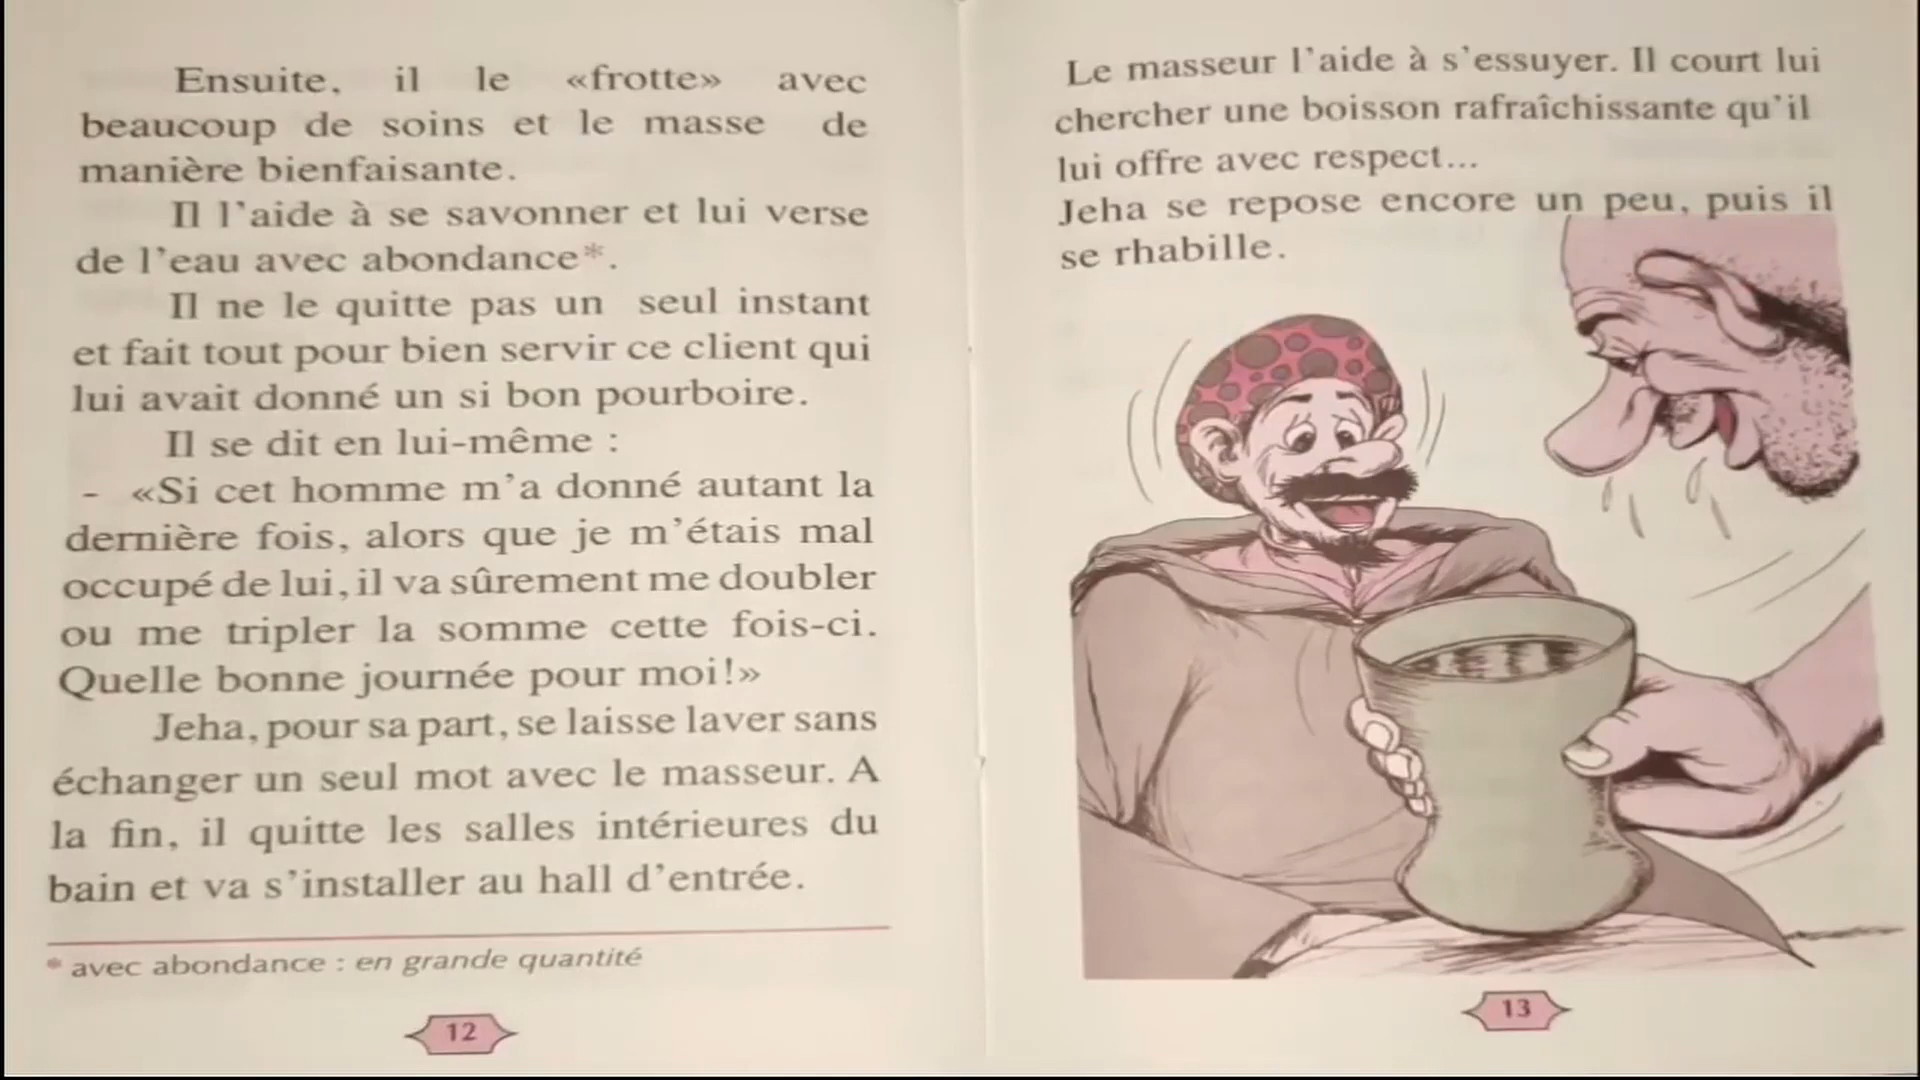 Ensuite, il le «frotte» avec
beaucoup de soins et le masse de
manière bienfaisante.
Il l'aide à se savonner et lui verse
de l'eau avec abondance*.
Il ne le quitte pas un seul instant
et fait tout pour bien servir ce client qui
lui avait donné un si bon pourboire.
Il se dit en lui-même :
- «Si cet homme m'a donné autant la
dernière fois, alors que je m'étais mal
occupé de lui, il va sûrement me doubler
ou me tripler la somme cette fois-ci.
Quelle bonne journée pour moi!»
Jeha, pour sa part, se laisse laver sans
échanger un seul mot avec le masseur. A
la fin, il quitte les salles intérieures du
bain et va s'installer au hall d'entrée.
* avec abondance : en grande quantité
12
Le masseur l'aide à s'essuyer. Il court lui
chercher une boisson rafraîchissante qu'il
lui offre avec respect...
Jeha se repose encore un peu, puis il
se rhabille.
13